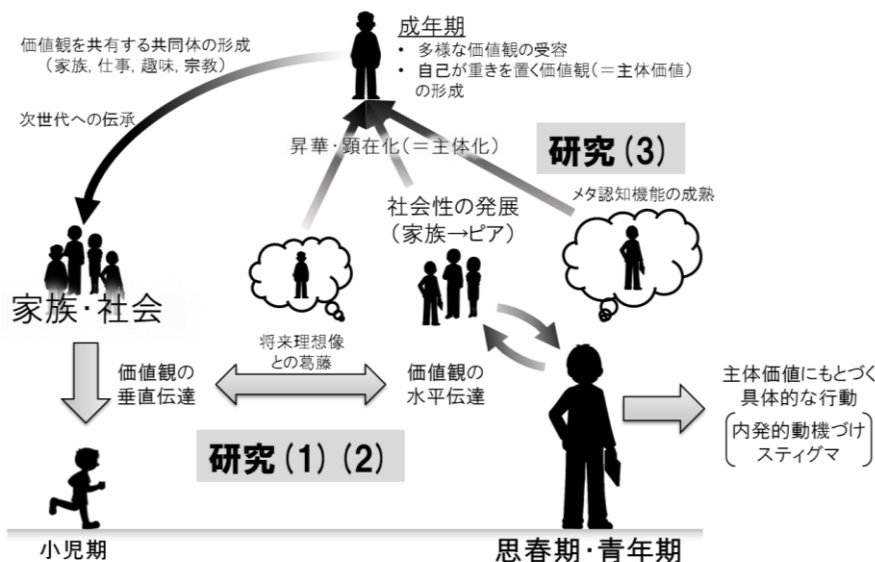 成年期
• 多様な価値観の受容
• 自己が重きを置く価値観(＝主体価値)
の形成
価値観を共有する共同体の形成
(家族, 仕事, 趣味, 宗教)
次世代への伝承
昇華・顕在化(＝主体化)
研究(3)
メタ認知機能の成熟
社会性の発展
(家族→ピア)
家族・社会
将来理想像
との葛藤
価値観の
垂直伝達
価値観の
水平伝達
主体価値にもとづく
具体的な行動
内発的動機づけ
スティグマ
研究(1)(2)
小児期
思春期・青年期